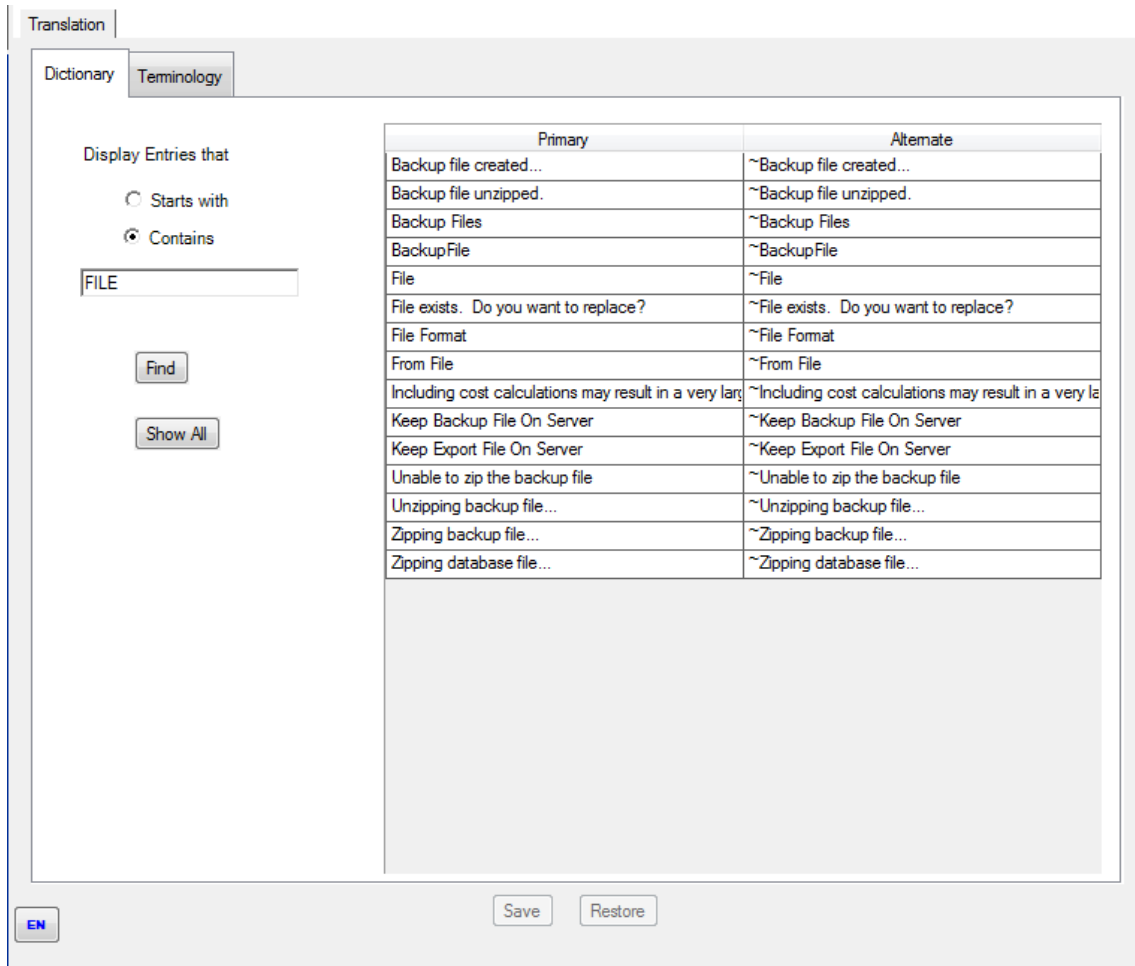 Translation
Dictionary Terminology
Display Entries that
Starts with
Contains
FILE
Find
Show All
Primary Alternate
Backup file created... ~Backup file created...
Backup file unzipped. ~Backup file unzipped.
Backup Files ~Backup Files
BackupFile ~BackupFile
File ~File
File exists.  Do you want to replace? ~File exists.  Do you want to replace?
File Format ~File Format
From File ~From File
Including cost calculations may result in a very larg ~Including cost calculations may result in a very la
Keep Backup File On Server ~Keep Backup File On Server
Keep Export File On Server ~Keep Export File On Server
Unable to zip the backup file ~Unable to zip the backup file
Unzipping backup file... ~Unzipping backup file...
Zipping backup file... ~Zipping backup file...
Zipping database file... ~Zipping database file...
Save Restore
EN